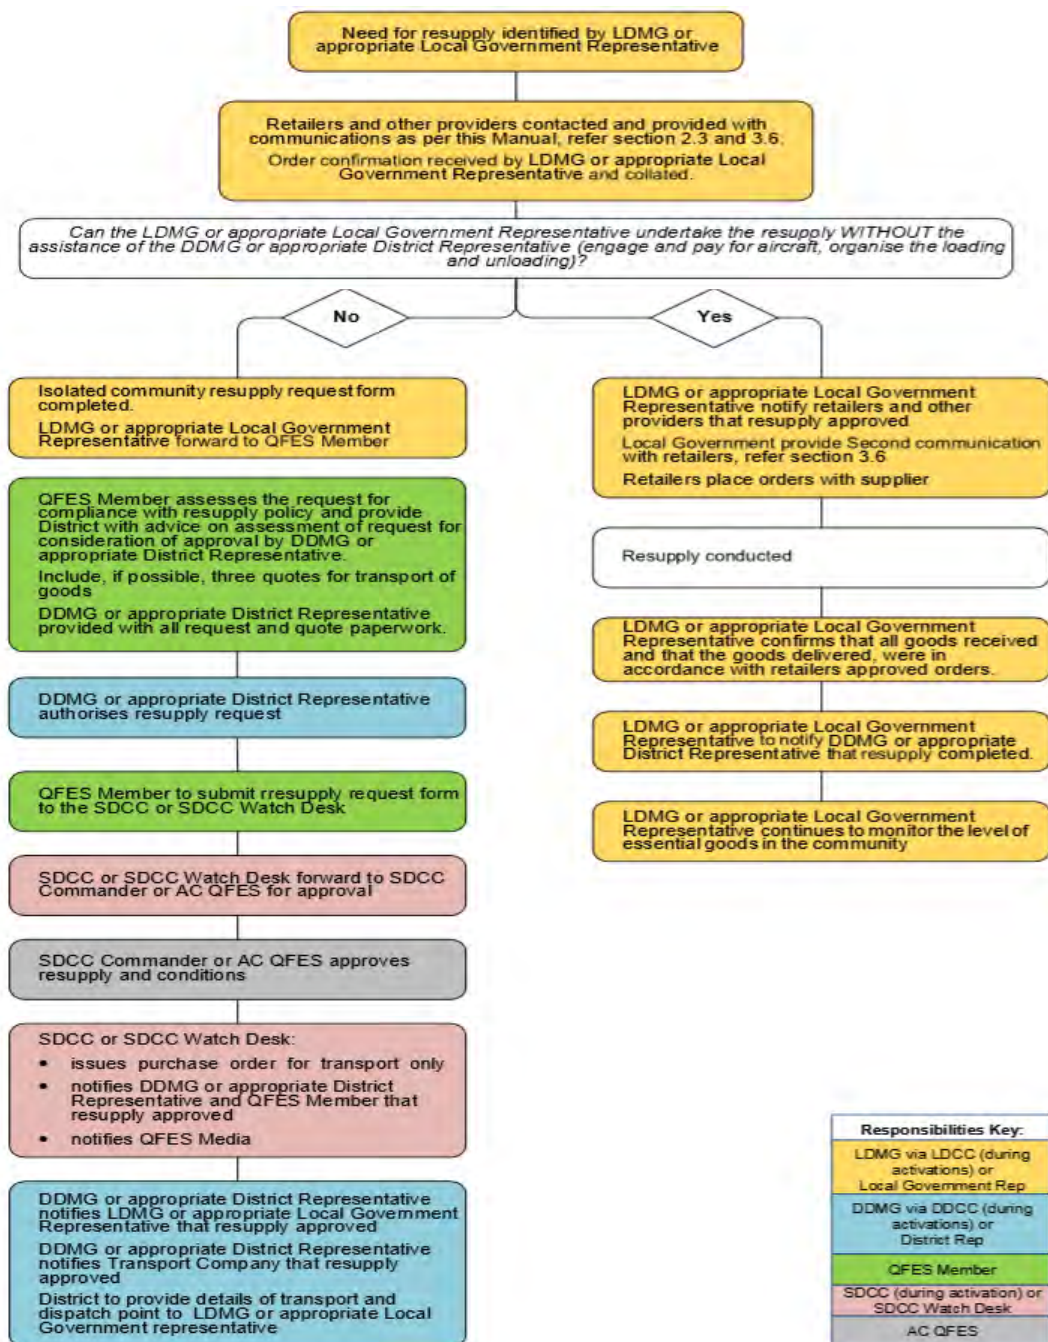 Need for resupply identified by LDMG or
appropriate Local Government Representative
Retailers and other providers contacted and provided with
communications as per this Manual, refer section 2.3 and 3.6.
Order confirmation received by LDMG or appropriate Local
Government Representative and collated.
Can the LDMG or appropriate Local Government Representative undertake the resupply WITHOUT the
assistance of the DDMG or appropriate District Representative (engage and pay for aircraft, organise the loading
and unloading)?
No
Yes
Isolated community resupply request form
completed.
LDMG or appropriate Local Government
Representative forward to QFES Member
QFES Member assesses the request for
compliance with resupply policy and provide
District with advice on assessment of request for
consideration of approval by DDMG or
appropriate District Representative.
Include, if possible, three quotes for transport of
goods
DDMG or appropriate District Representative
provided with all request and quote paperwork.
DDMG or appropriate District Representative
authorises resupply request
QFES Member to submit rresupply request form
to the SDCC or SDCC Watch Desk
SDCC or SDCC Watch Desk forward to SDCC
Commander or AC QFES for approval
SDCC Commander or AC QFES approves
resupply and conditions
SDCC or SDCC Watch Desk:
• issues purchase order for transport only
• notifies DDMG or appropriate District
Representative and QFES Member that
resupply approved
• notifies QFES Media
DDMG or appropriate District Representative
notifies LDMG or appropriate Local Government
Representative that resupply approved
DDMG or appropriate District Representative
notifies Transport Company that resupply
approved
District to provide details of transport and
dispatch point to LDMG or appropriate Local
Government representative
LDMG or appropriate Local Government
Representative notify retailers and other
providers that resupply approved
Local Government provide Second communication
with retailers, refer section 3.6
Retailers place orders with supplier
Resupply conducted
LDMG or appropriate Local Government
Representative confirms that all goods received
and that the goods delivered, were in
accordance with retailers approved orders.
LDMG or appropriate Local Government
Representative to notify DDMG or appropriate
District Representative that resupply completed.
LDMG or appropriate Local Government
Representative continues to monitor the level of
essential goods in the community
Responsibilities Key:
LDMG via LDCC (during
activations) or
Local Government Rep
DDMG via DDCC (during
activations) or
District Rep
QFES Member
SDCC (during activation) or
SDCC Watch Desk
AC QFES